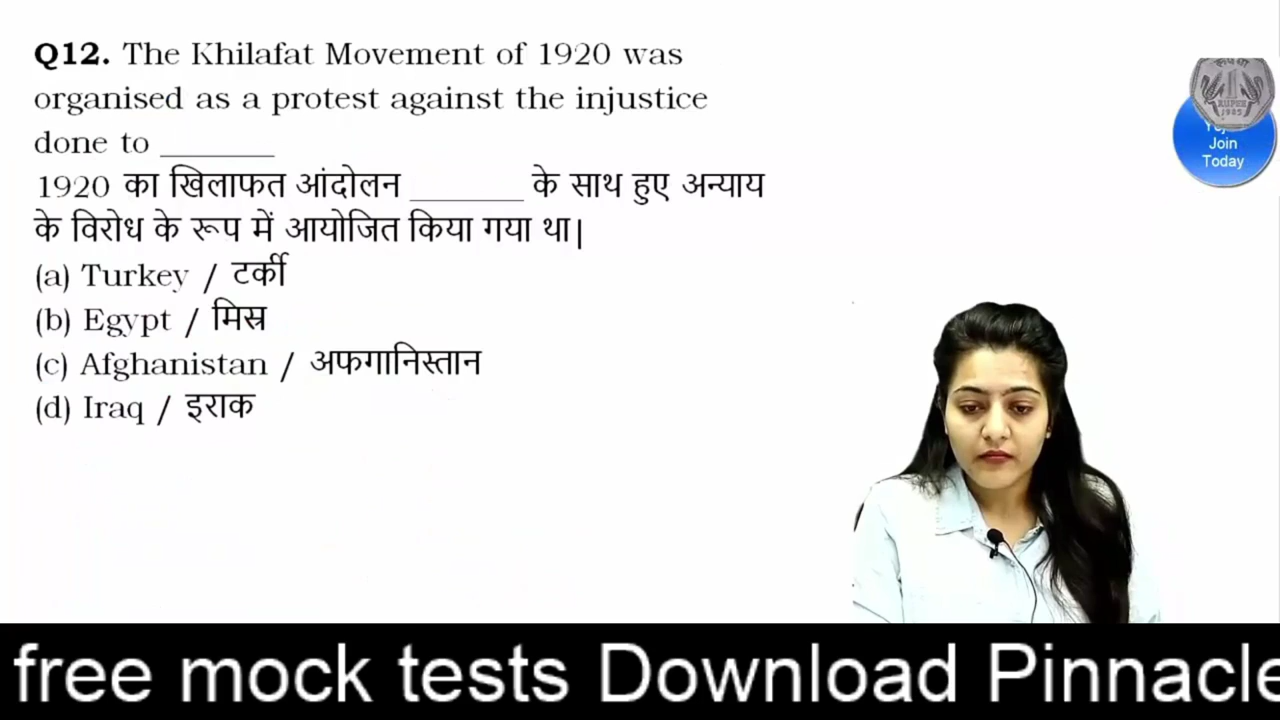 Q12. The Khilafat Movement of 1920 was
organised as a protest against the injustice
done to _______
1920 का खिलाफत आंदोलन _______ के साथ हुए अन्याय
के विरोध के रूप में आयोजित किया गया था|
(a) Turkey / टर्की
(b) Egypt / मिस्र
(c) Afghanistan / अफगानिस्तान
(d) Iraq / इराक
RUPEE
Join
Today
free mock tests Download Pinnacle